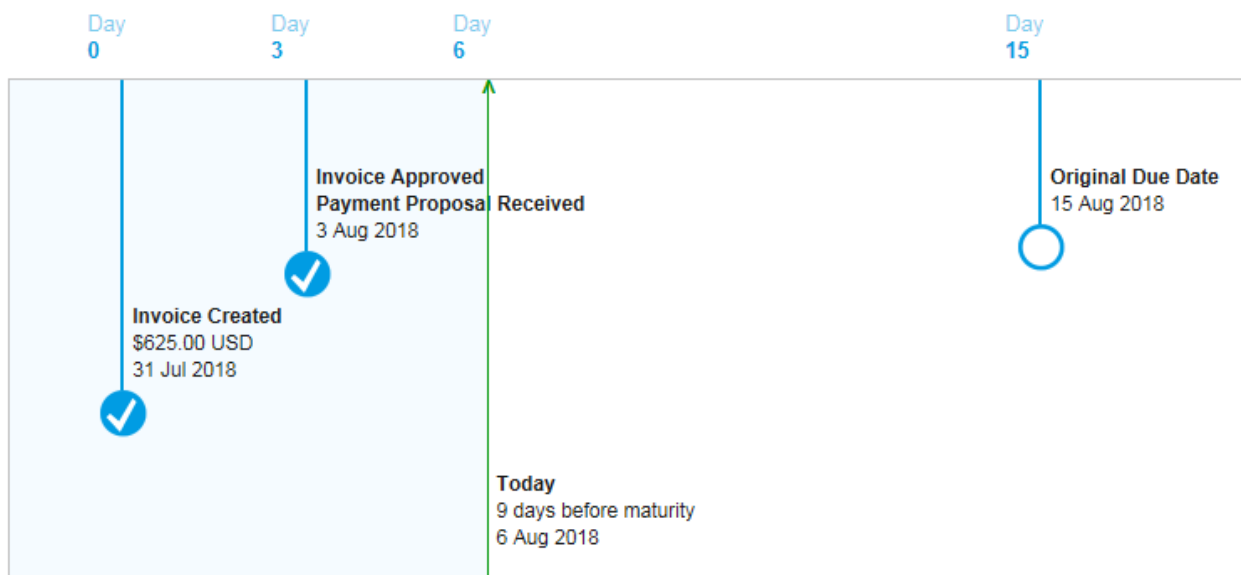 Day Day Day Day
0 3 6 15
Invoice Approved
Payment Proposal Received
3 Aug 2018
Original Due Date
15 Aug 2018
Invoice Created
$625.00 USD
31 Jul 2018
Today
9 days before maturity
6 Aug 2018